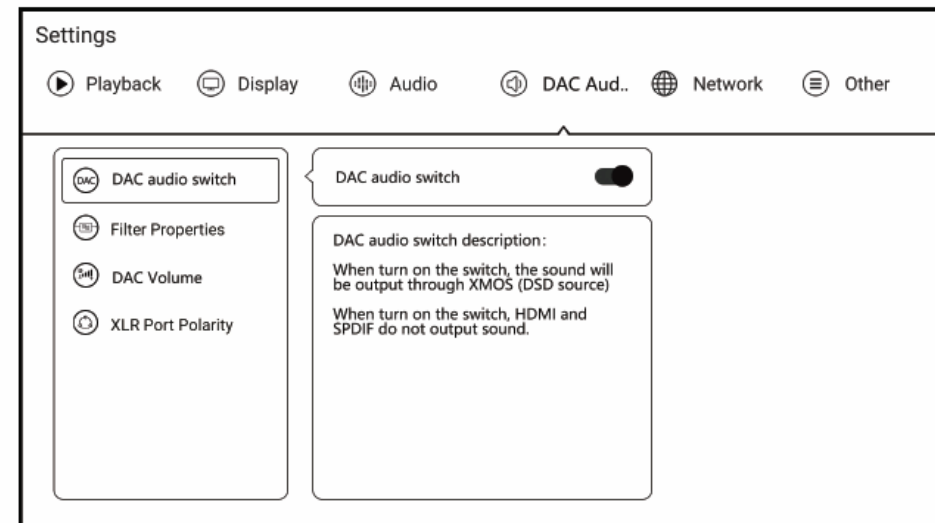 Settings
Playback Display Audio DAC Aud.. Network Other
DAC DAC audio switch
Filter Properties
DAC Volume
XLR Port Polarity
DAC audio switch
DAC audio switch description:
When turn on the switch, the sound will
be output through XMOS (DSD source)
When turn on the switch, HDMI and
SPDIF do not output sound.